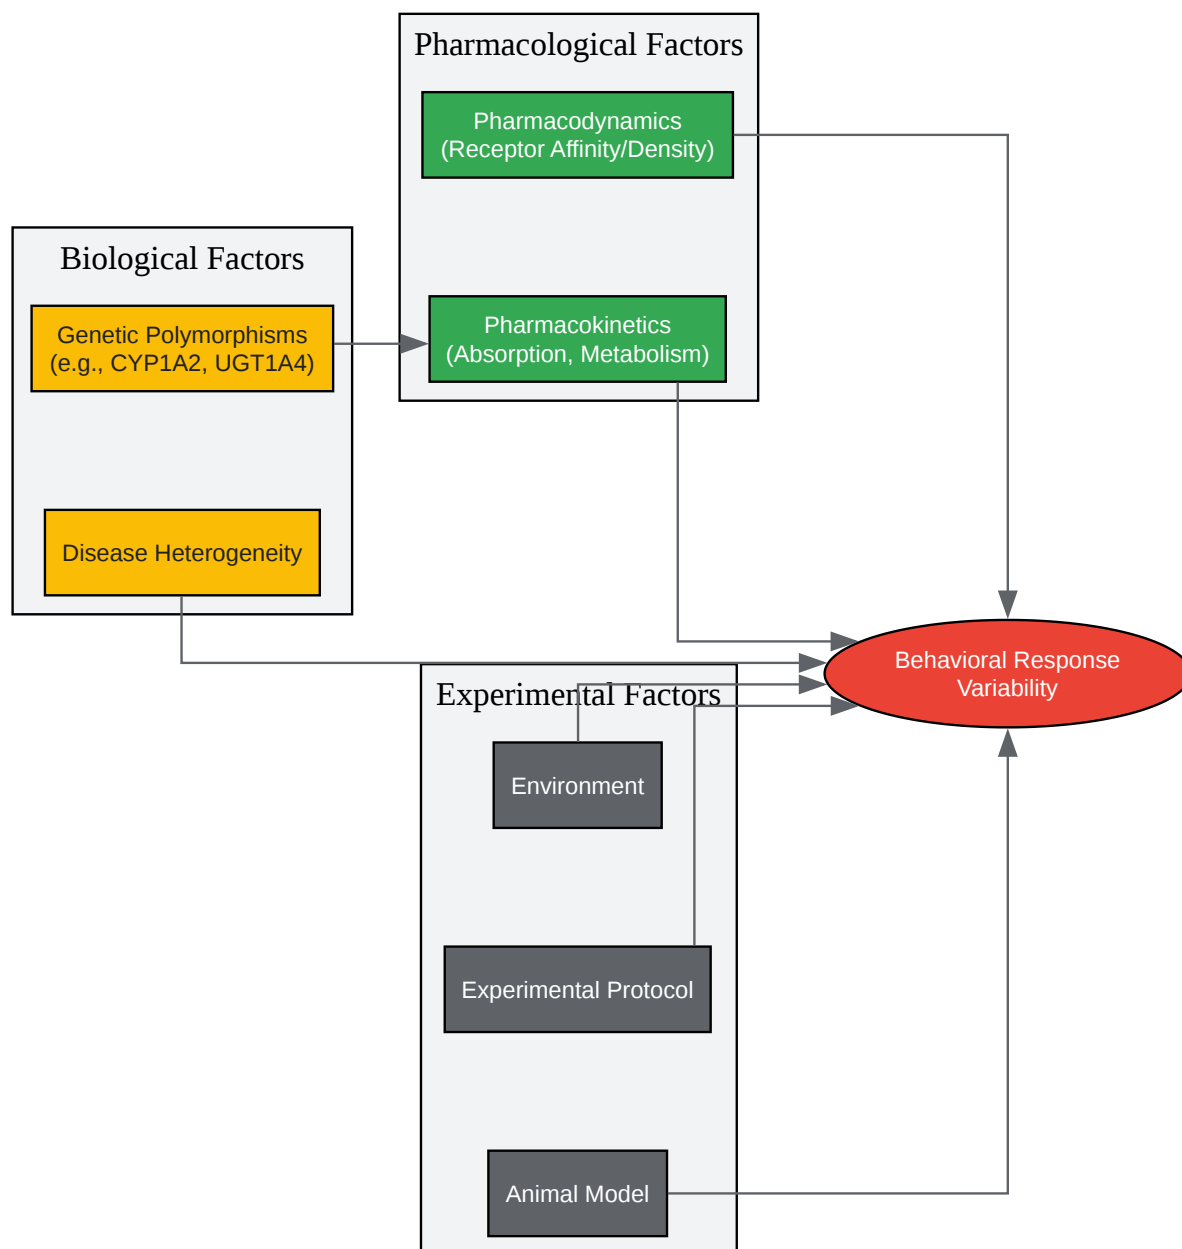 Pharmacological Factors
Pharmacodynamics
(Receptor Affinity/Density)
Pharmacokinetics
(Absorption, Metabolism)
Biological Factors
Genetic Polymorphisms
(e.g., CYP1A2, UGT1A4)
Disease Heterogeneity
Behavioral Response
Variability
Experimental Factors
Environment
Experimental Protocol
Animal Model